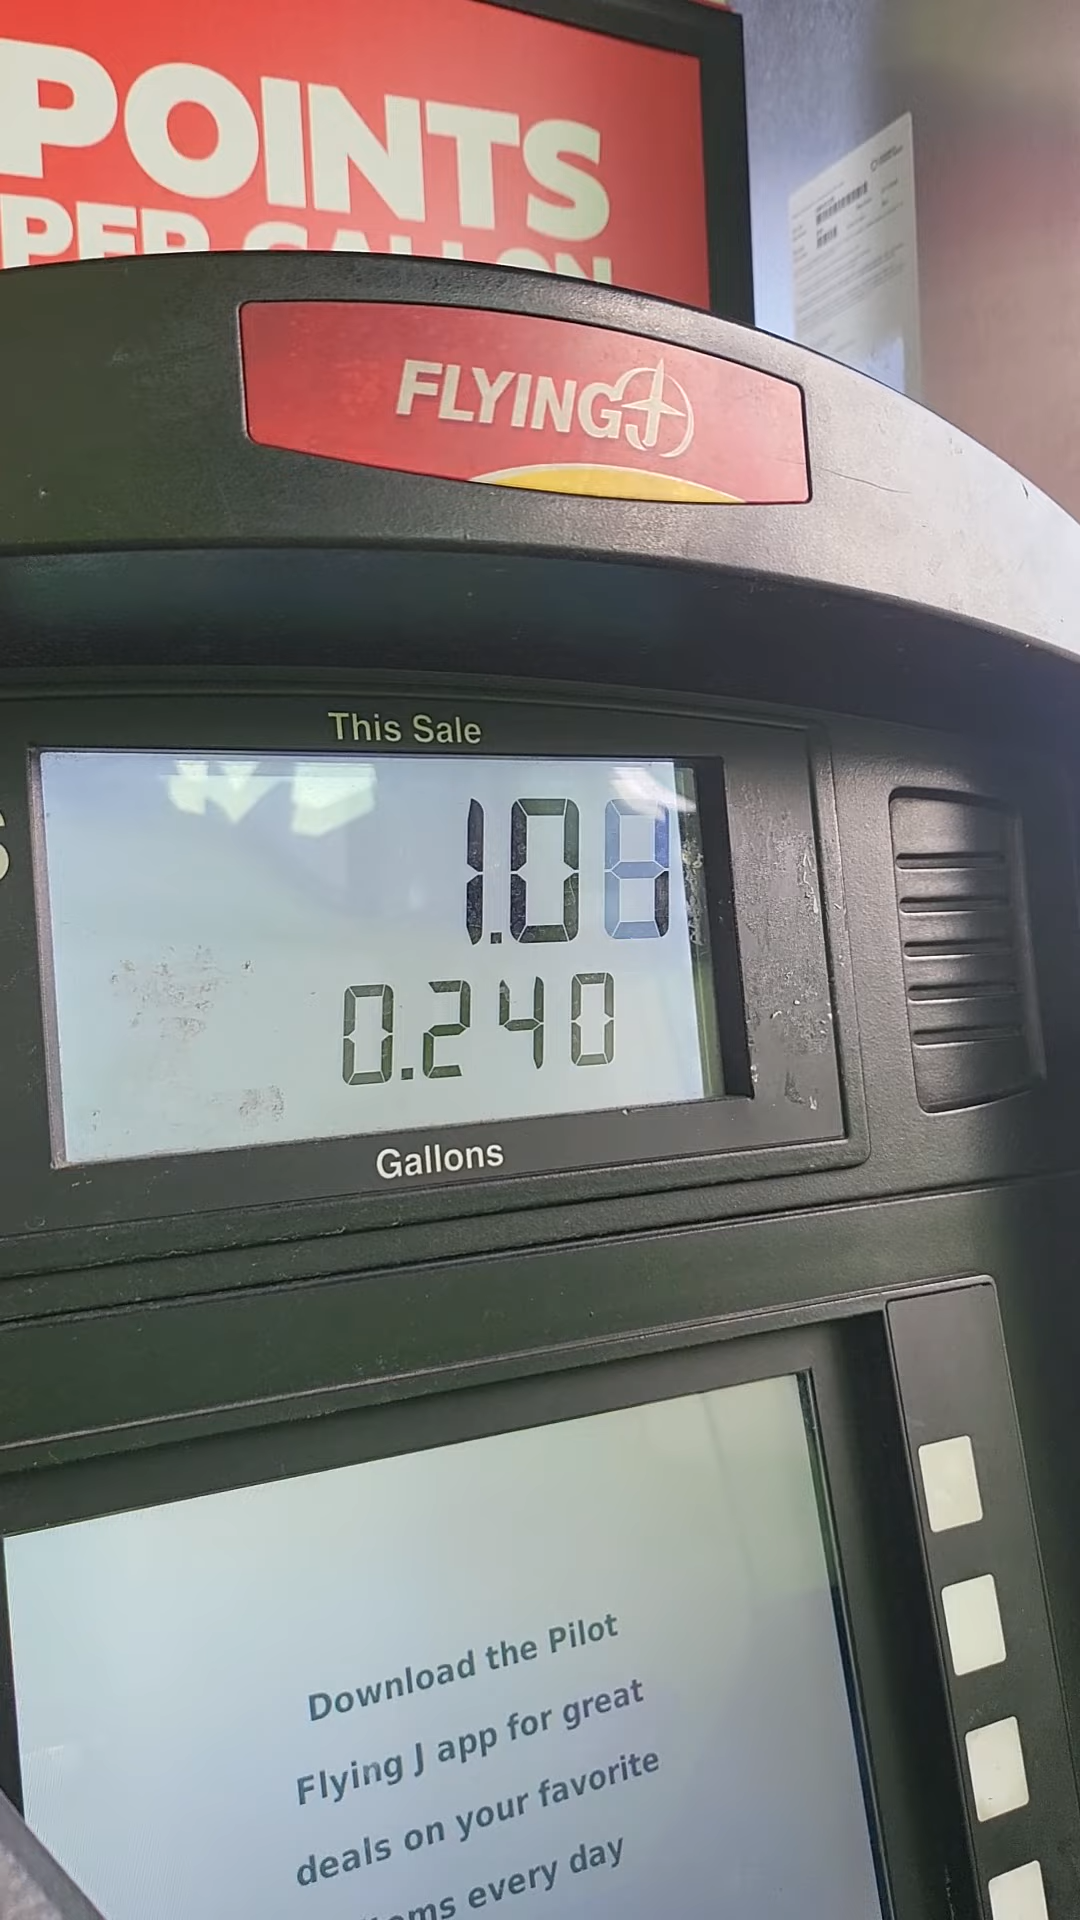 POINTS
PER GALLON
FLYING J
This Sale
1.08
0.240
Gallons
Download the Pilot
Flying J app for great
deals on your favorite
every day